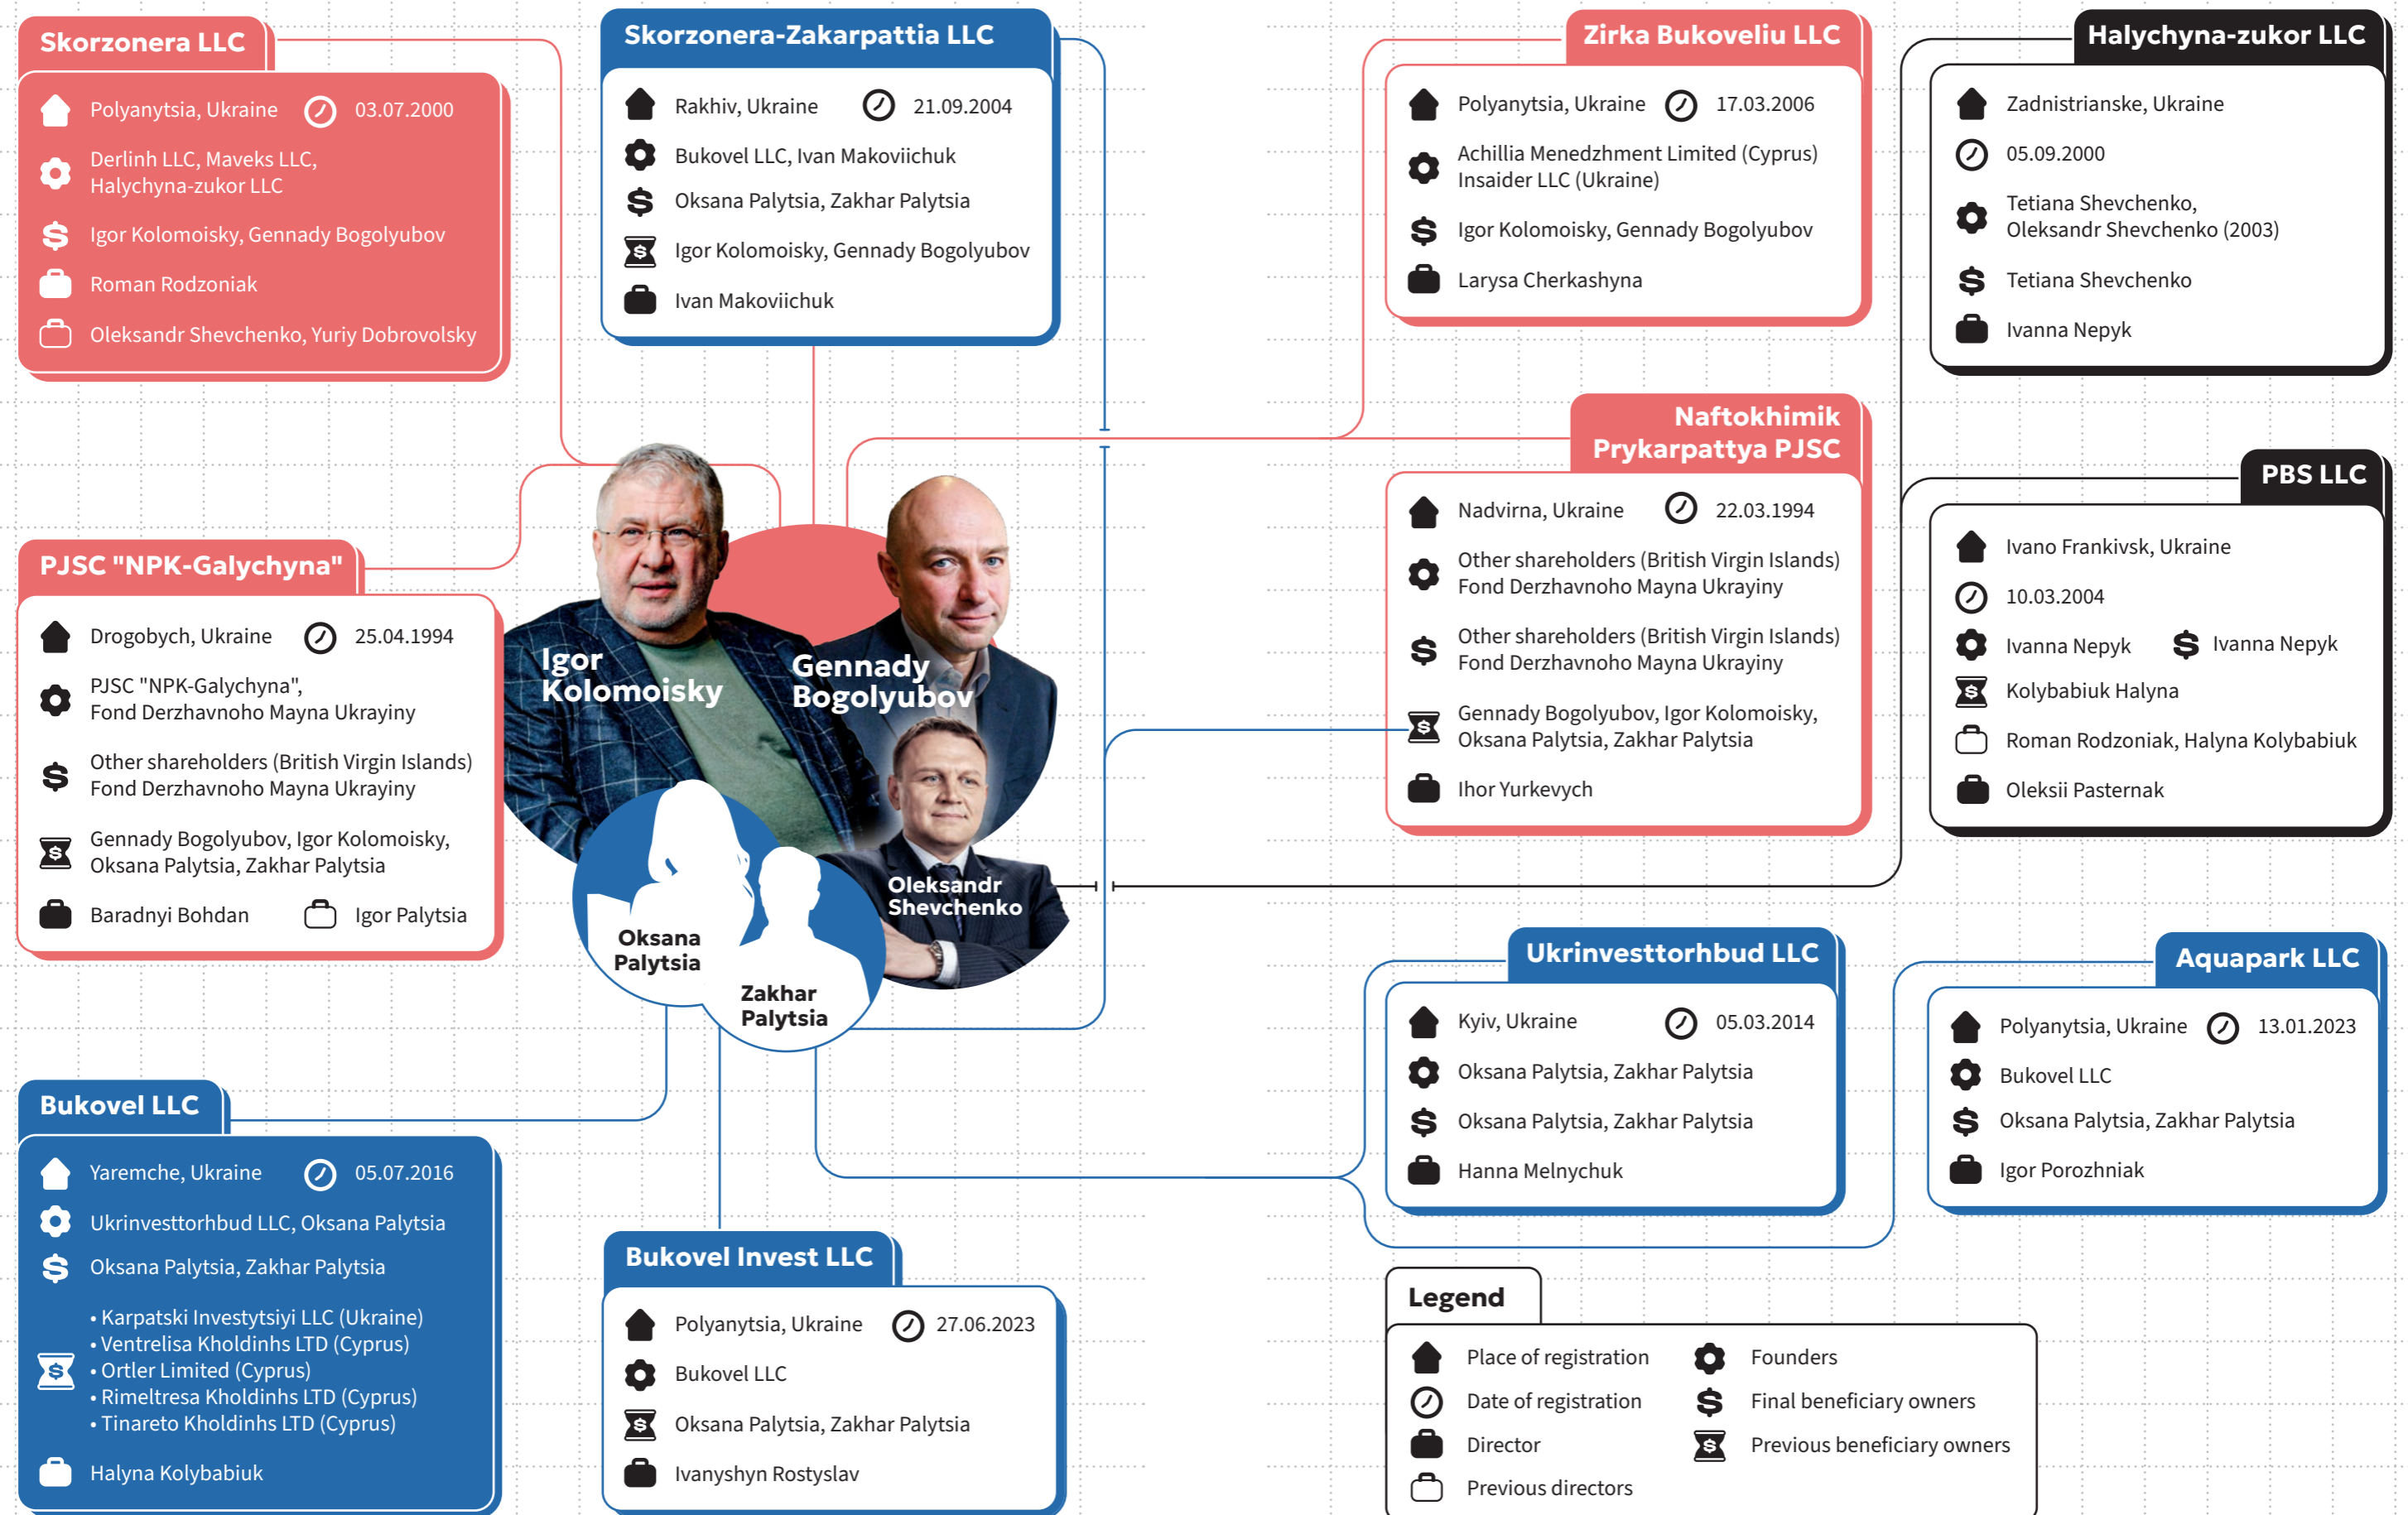 Skorzonera LLC
Polyanytsia, Ukraine
03.07.2000
Derlinh LLC, Maveks LLC,
Halychyna-zukor LLC
Igor Kolomoisky, Gennady Bogolyubov
Roman Rodzoniak
Oleksandr Shevchenko, Yuriy Dobrovolsky
Skorzonera-Zakarpattia LLC
Rakhiv, Ukraine
21.09.2004
Bukovel LLC, Ivan Makoviichuk
Oksana Palytsia, Zakhar Palytsia
Igor Kolomoisky, Gennady Bogolyubov
Ivan Makoviichuk
Zirka Bukoveliu LLC
Polyanytsia, Ukraine
17.03.2006
Achillia Menedzhment Limited (Cyprus)
Insaider LLC (Ukraine)
Igor Kolomoisky, Gennady Bogolyubov
Larysa Cherkashyna
Halychyna-zukor LLC
Zadnistrianske, Ukraine
05.09.2000
Tetiana Shevchenko,
Oleksandr Shevchenko (2003)
Tetiana Shevchenko
Ivanna Nepyk
PJSC "NPK-Galychyna"
Drogobych, Ukraine
25.04.1994
PJSC "NPK-Galychyna",
Fond Derzhavnoho Mayna Ukrayiny
Other shareholders (British Virgin Islands)
Fond Derzhavnoho Mayna Ukrayiny
Gennady Bogolyubov, Igor Kolomoisky,
Oksana Palytsia, Zakhar Palytsia
Baradnyi Bohdan
Igor Palytsia
Igor
Kolomoisky
Gennady
Bogolyubov
Oleksandr
Shevchenko
Oksana
Palytsia
Zakhar
Palytsia
Naftokhimik
Prykarpattya PJSC
Nadvirna, Ukraine
22.03.1994
Other shareholders (British Virgin Islands)
Fond Derzhavnoho Mayna Ukrayiny
Other shareholders (British Virgin Islands)
Fond Derzhavnoho Mayna Ukrayiny
Gennady Bogolyubov, Igor Kolomoisky,
Oksana Palytsia, Zakhar Palytsia
Ihor Yurkevych
PBS LLC
Ivano Frankivsk, Ukraine
10.03.2004
Ivanna Nepyk
Ivanna Nepyk
Kolybabiuk Halyna
Roman Rodzoniak, Halyna Kolybabiuk
Oleksii Pasternak
Bukovel LLC
Yaremche, Ukraine
05.07.2016
Ukrinvesttorhbud LLC, Oksana Palytsia
Oksana Palytsia, Zakhar Palytsia
• Karpatski Investytsiyi LLC (Ukraine)
• Ventrelisa Kholdinhs LTD (Cyprus)
• Ortler Limited (Cyprus)
• Rimeltresa Kholdinhs LTD (Cyprus)
• Tinareto Kholdinhs LTD (Cyprus)
Halyna Kolybabiuk
Bukovel Invest LLC
Polyanytsia, Ukraine
27.06.2023
Bukovel LLC
Oksana Palytsia, Zakhar Palytsia
Ivanyshyn Rostyslav
Ukrinvesttorhbud LLC
Kyiv, Ukraine
05.03.2014
Oksana Palytsia, Zakhar Palytsia
Oksana Palytsia, Zakhar Palytsia
Hanna Melnychuk
Aquapark LLC
Polyanytsia, Ukraine
13.01.2023
Bukovel LLC
Oksana Palytsia, Zakhar Palytsia
Igor Porozhniak
Legend
Place of registration
Date of registration
Director
Previous directors
Founders
Final beneficiary owners
Previous beneficiary owners